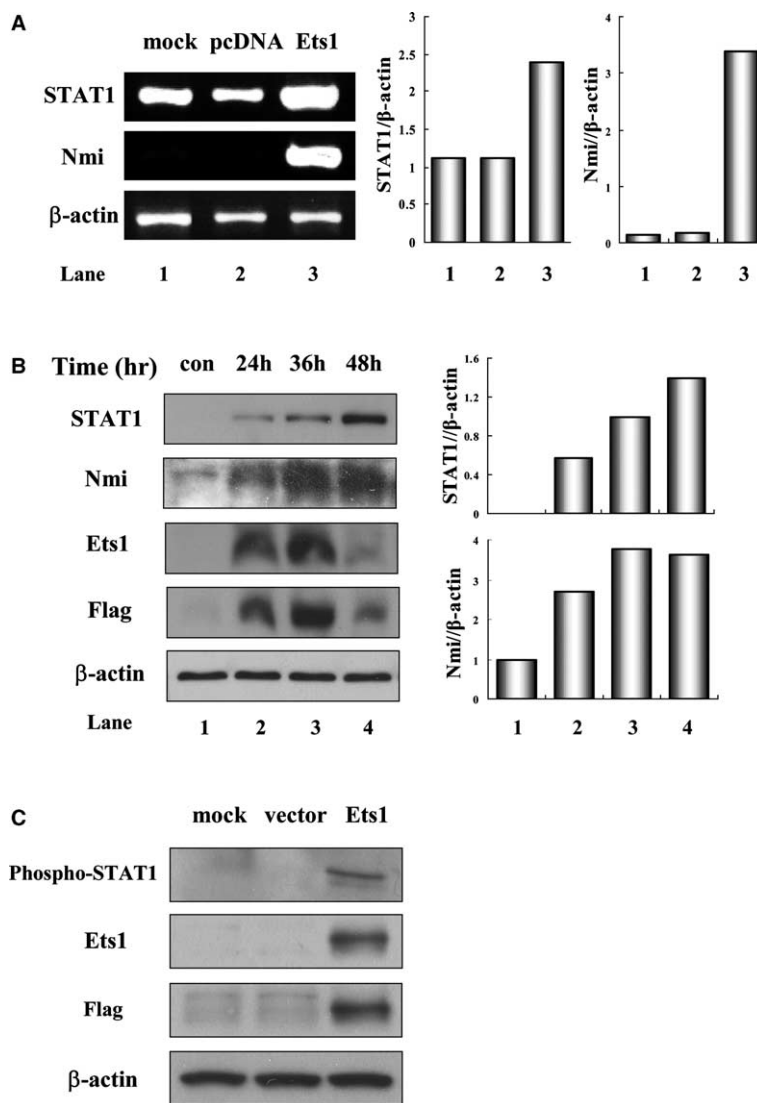 A
mock pcDNA Ets1
STAT1
Nmi
β-actin
Lane 1 2 3
STAT1/β-actin
3
2.5
2
1.5
1
0.5
0
1 2 3
Nmi//β-actin
4
3
2
1
0
1 2 3
B
Time (hr) con 24h 36h 48h
STAT1
Nmi
Ets1
Flag
β-actin
Lane 1 2 3 4
STAT1//β-actin
1.6
1.2
0.8
0.4
0
Nmi//β-actin
4
3
2
1
0
1 2 3 4
C
mock vector Ets1
Phospho-STAT1
Ets1
Flag
β-actin